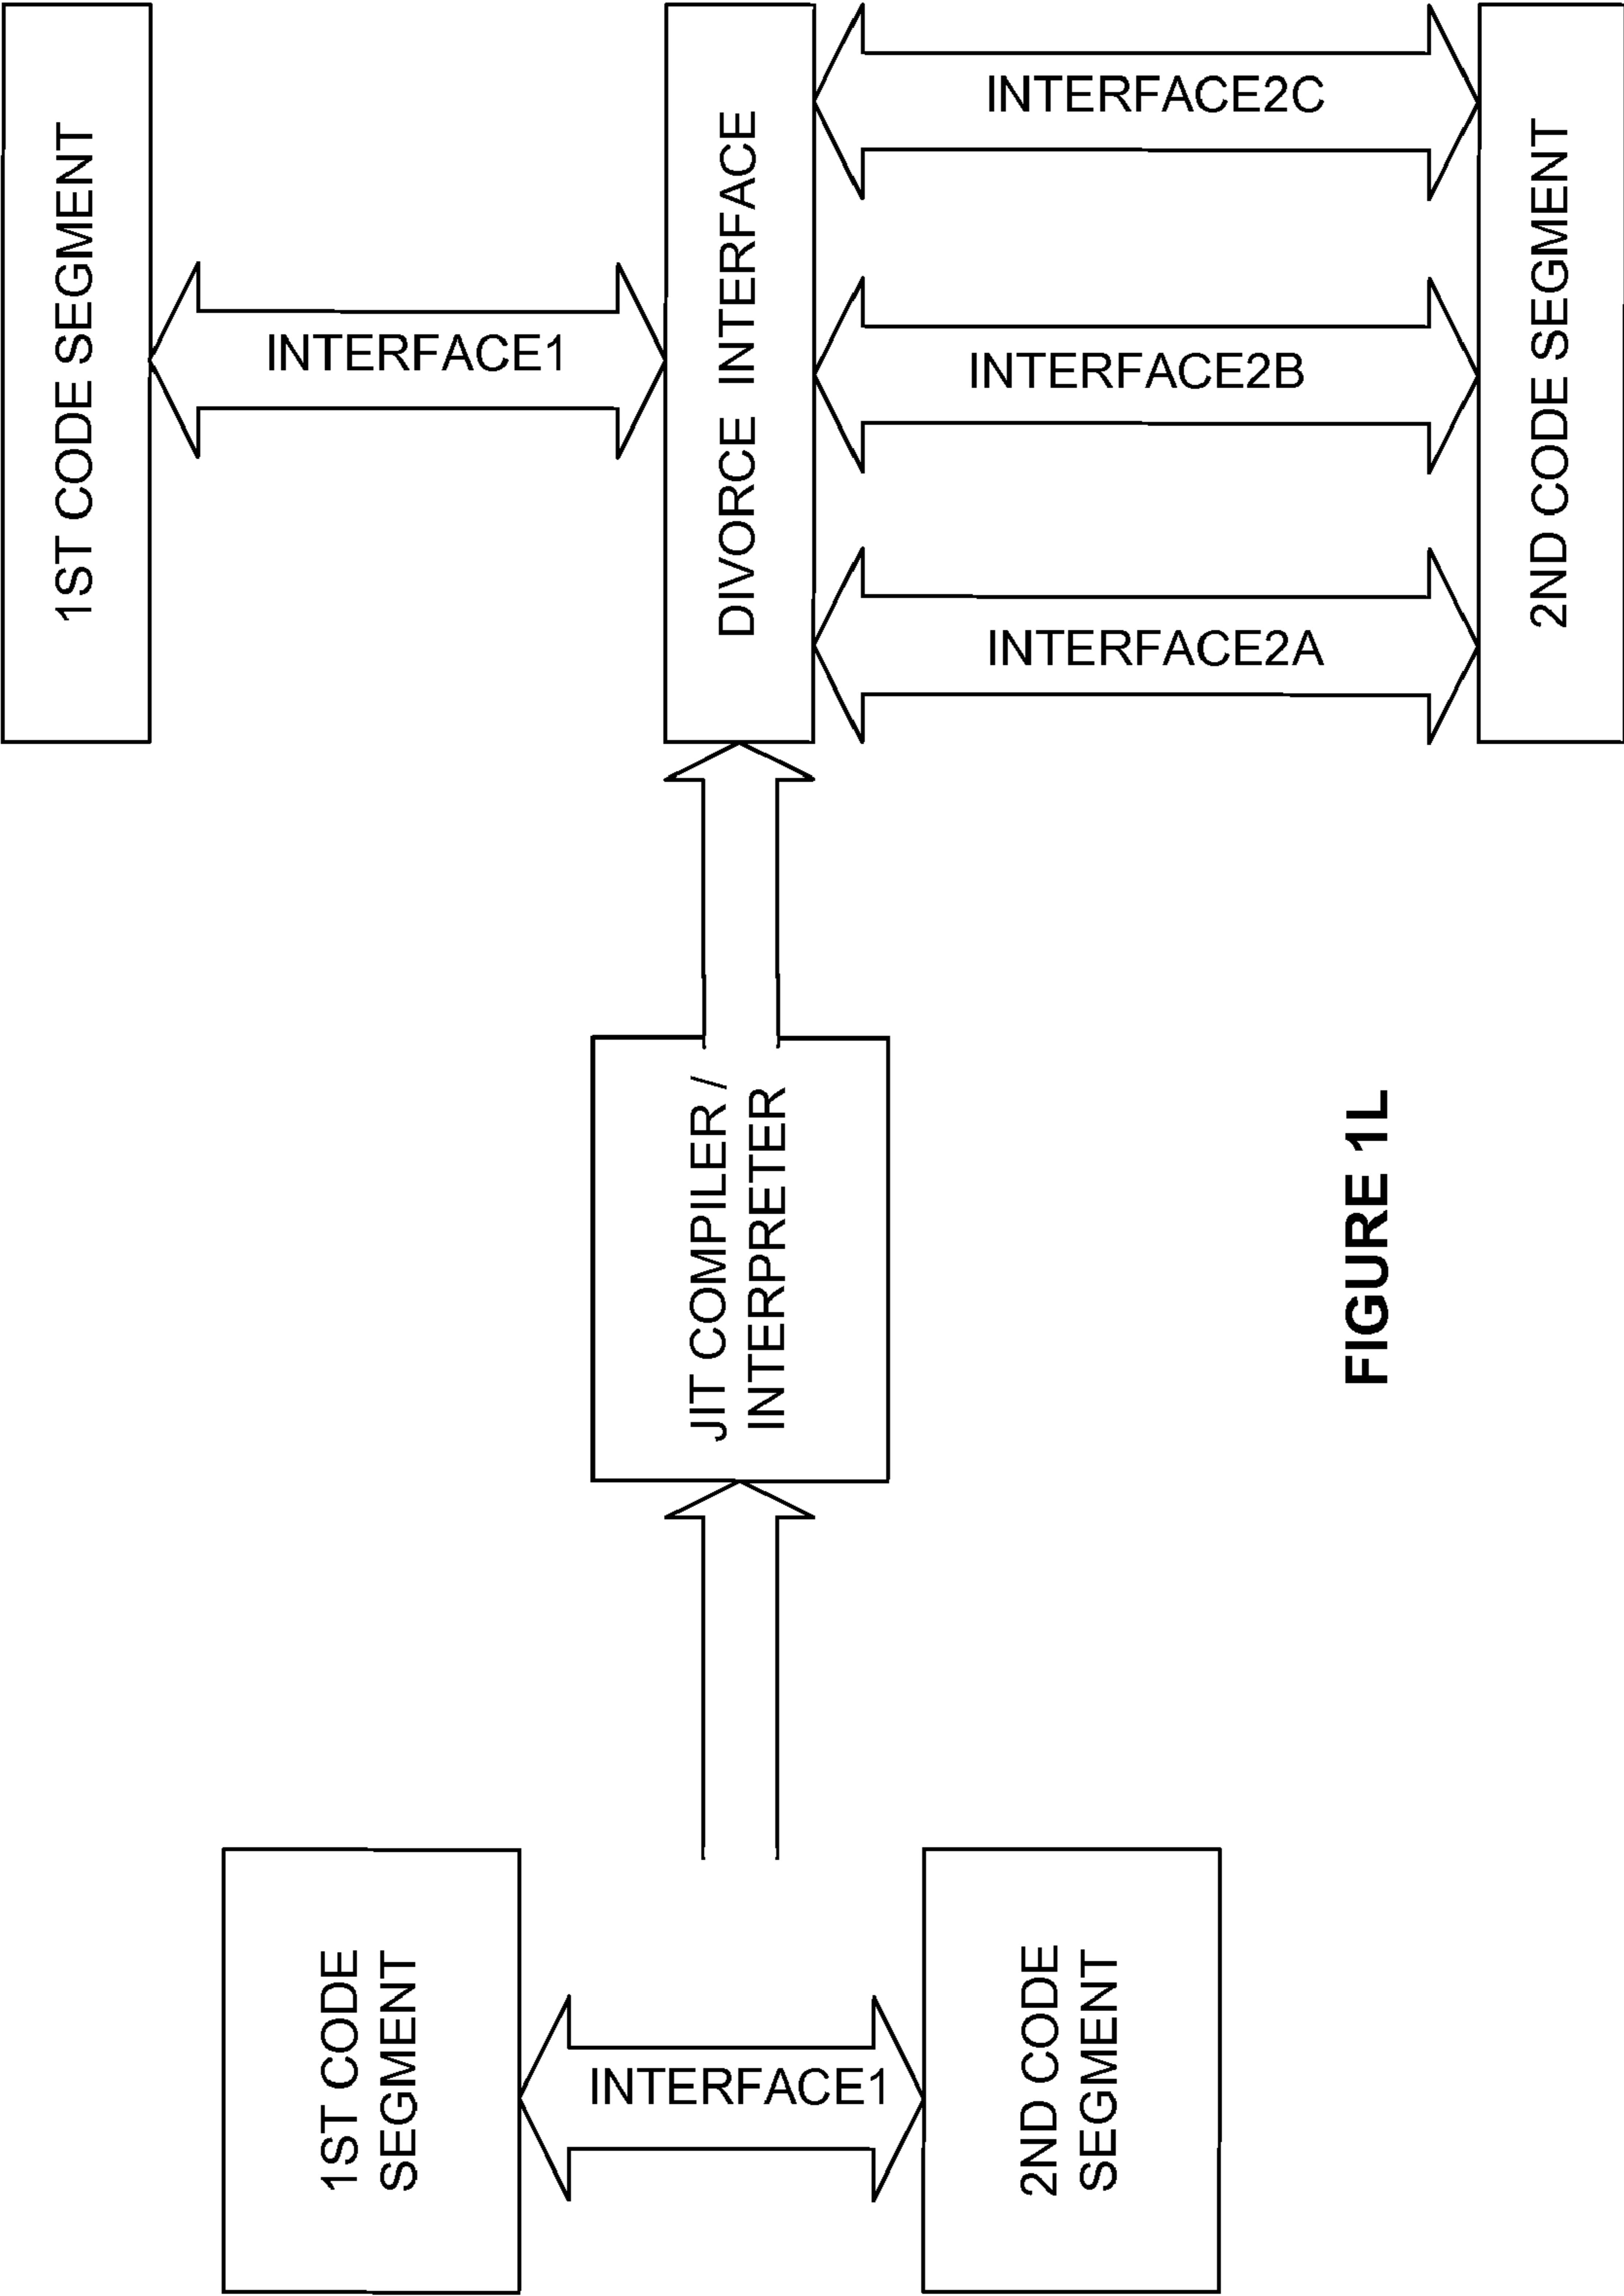 1ST CODE
SEGMENT
INTERFACE1
2ND CODE
SEGMENT
JIT COMPILER /
INTERPRETER
1ST CODE SEGMENT
INTERFACE1
DIVORCE INTERFACE
INTERFACE2A
INTERFACE2B
INTERFACE2C
2ND CODE SEGMENT
FIGURE 1L